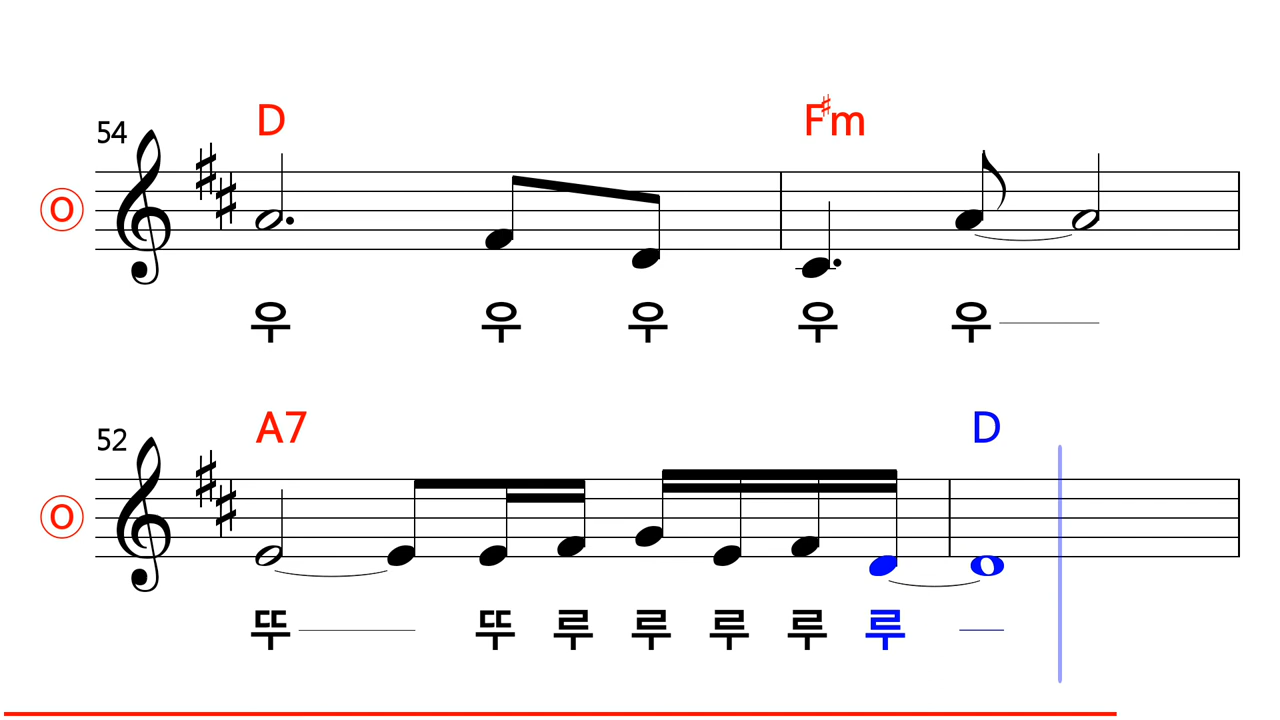 D F♯m
54
O
우 우 우 우 우
A7 D
52
O
뚜 뚜 루 루 루 루 루